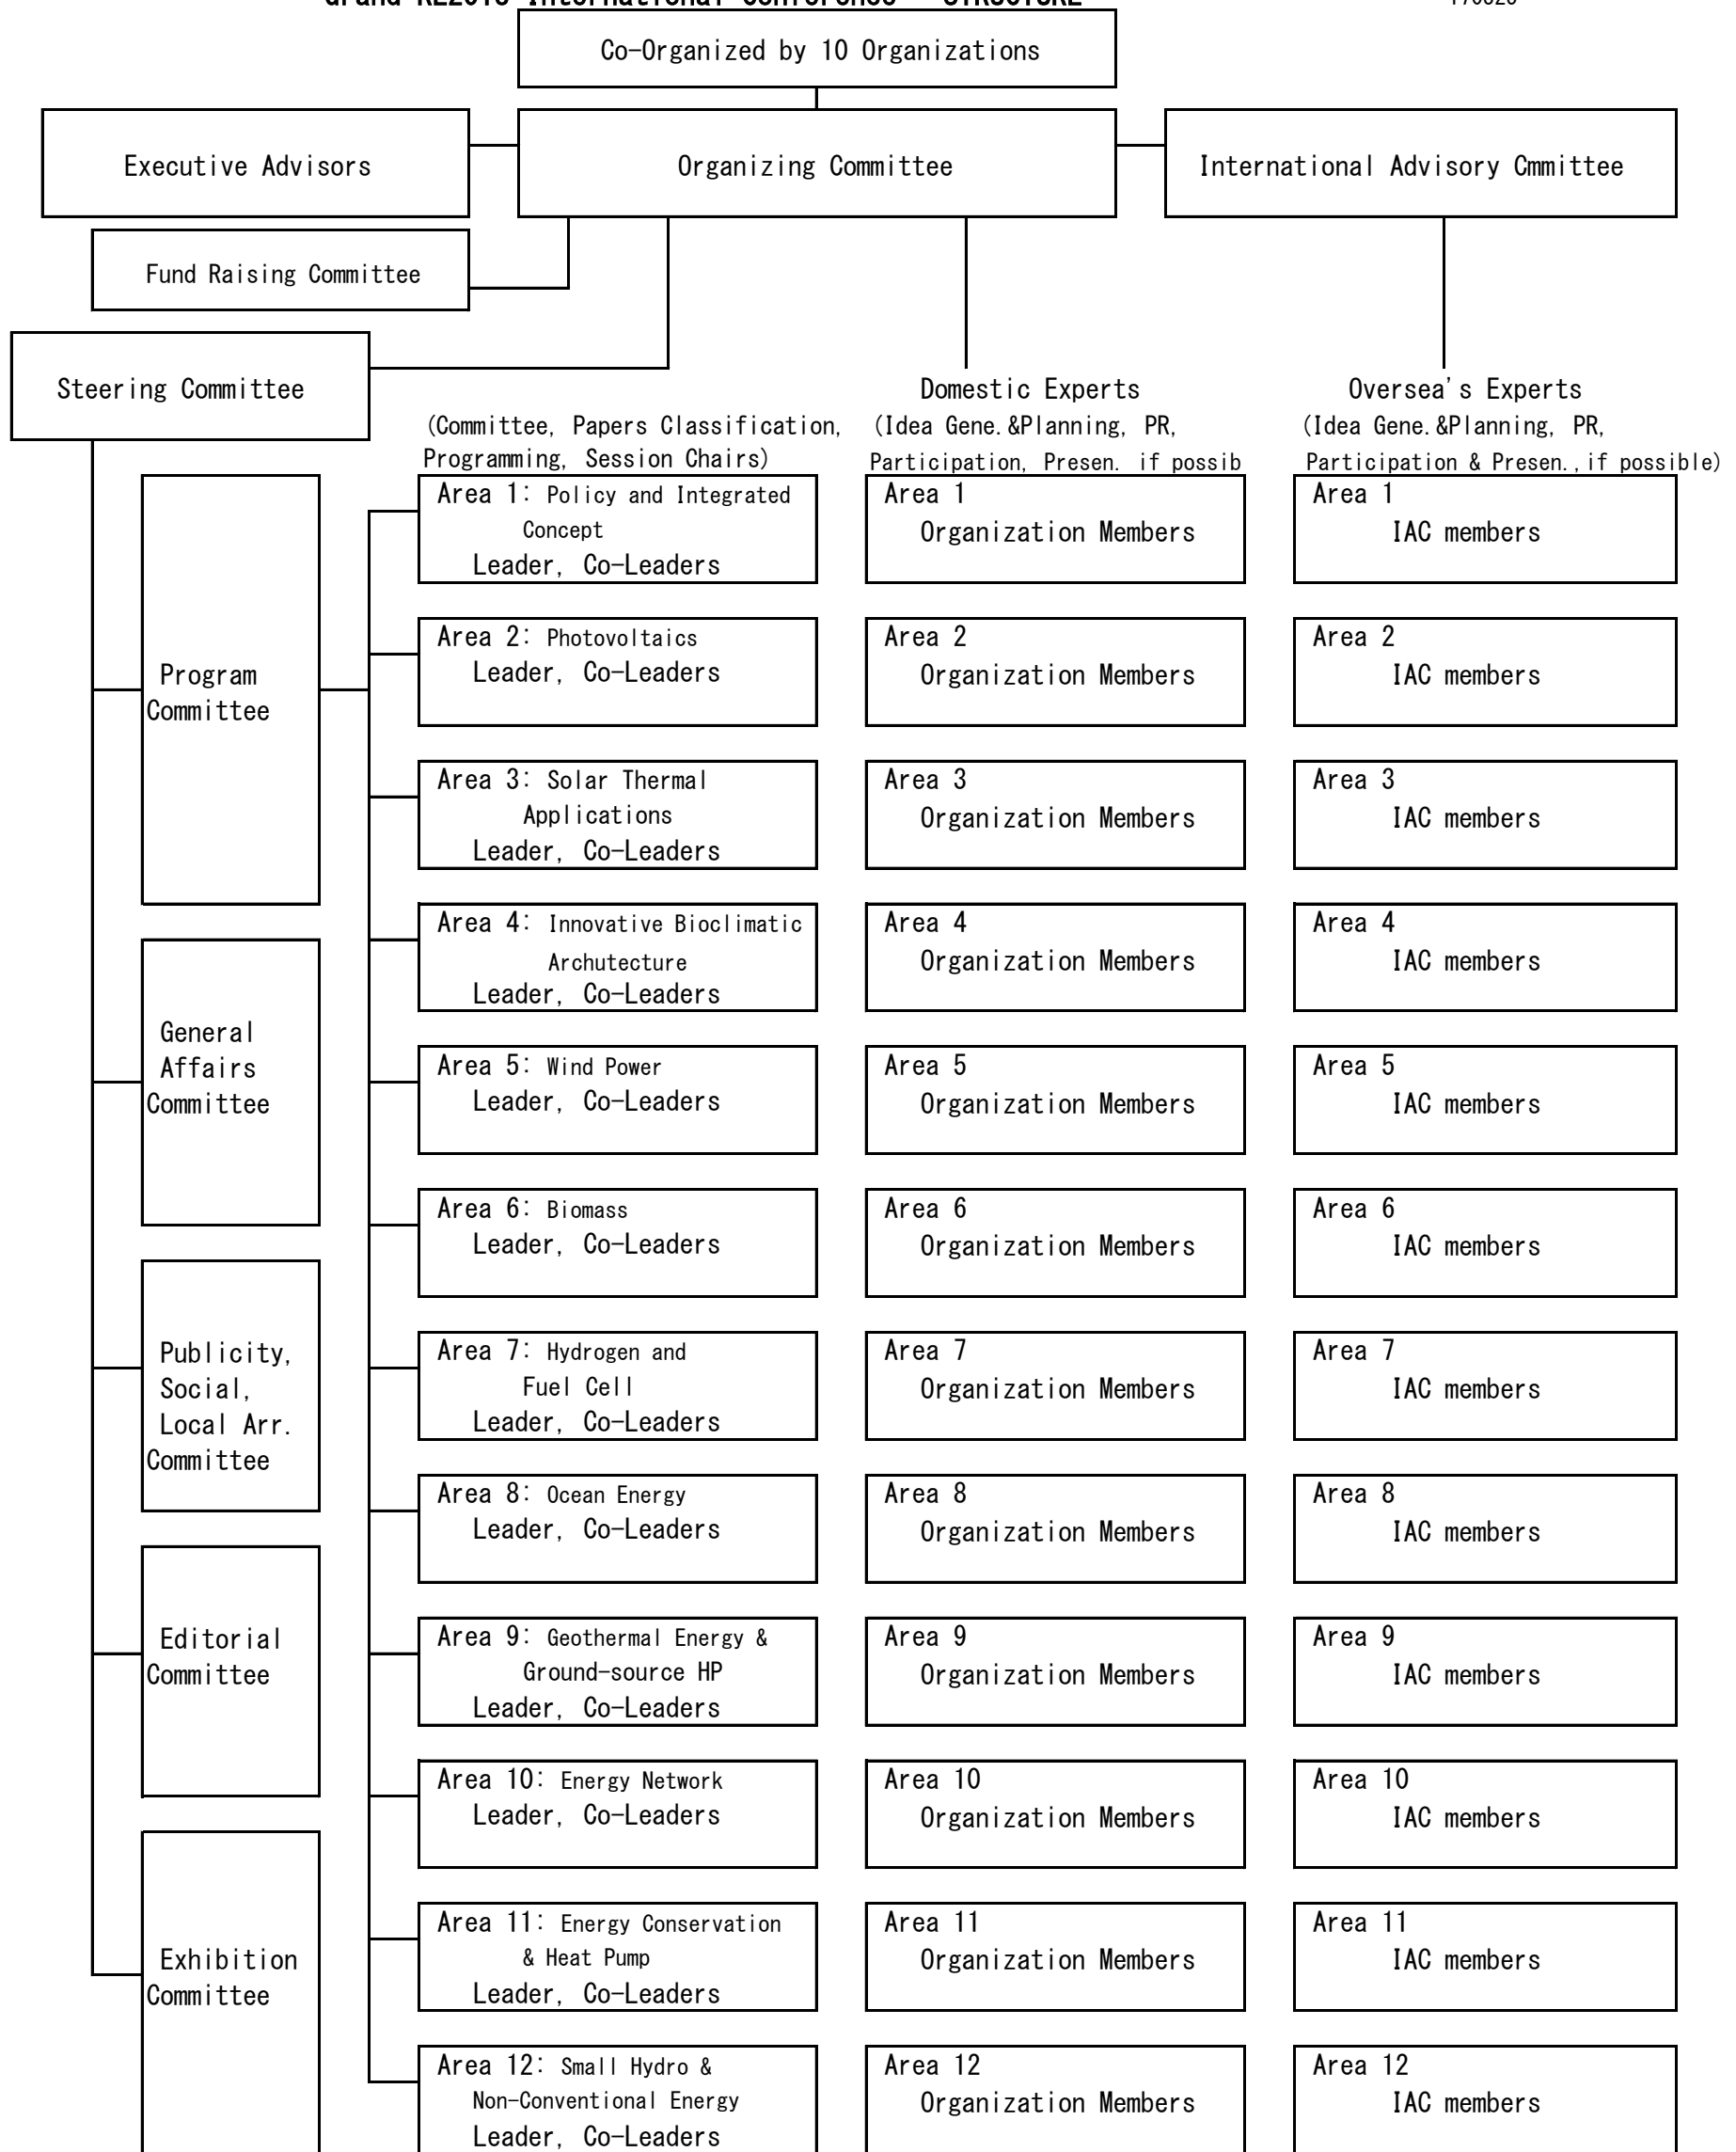 International Conference STRUCTURE
Co-Organized by 10 Organizations
Executive Advisors
Organizing Committee
International Advisory Cmmittee
Fund Raising Committee
Steering Committee
(Committee, Papers Classification,
Programming, Session Chairs)
Domestic Experts
(Idea Gene.&Planning, PR,
Participation, Presen. if possib
Oversea's Experts
(Idea Gene.&Planning, PR,
Participation & Presen.,if possible)
Program
Committee
General
Affairs
Committee
Publicity,
Social,
Local Arr.
Committee
Editorial
Committee
Exhibition
Committee
Area 1: Policy and Integrated
Concept
Leader, Co-Leaders
Area 1
Organization Members
Area 1
IAC members
Area 2: Photovoltaics
Leader, Co-Leaders
Area 2
Organization Members
Area 2
IAC members
Area 3: Solar Thermal
Applications
Leader, Co-Leaders
Area 3
Organization Members
Area 3
IAC members
Area 4: Innovative Bioclimatic
Archutecture
Leader, Co-Leaders
Area 4
Organization Members
Area 4
IAC members
Area 5: Wind Power
Leader, Co-Leaders
Area 5
Organization Members
Area 5
IAC members
Area 6: Biomass
Leader, Co-Leaders
Area 6
Organization Members
Area 6
IAC members
Area 7: Hydrogen and
Fuel Cell
Leader, Co-Leaders
Area 7
Organization Members
Area 7
IAC members
Area 8: Ocean Energy
Leader, Co-Leaders
Area 8
Organization Members
Area 8
IAC members
Area 9: Geothermal Energy &
Ground-source HP
Leader, Co-Leaders
Area 9
Organization Members
Area 9
IAC members
Area 10: Energy Network
Leader, Co-Leaders
Area 10
Organization Members
Area 10
IAC members
Area 11: Energy Conservation
& Heat Pump
Leader, Co-Leaders
Area 11
Organization Members
Area 11
IAC members
Area 12: Small Hydro &
Non-Conventional Energy
Leader, Co-Leaders
Area 12
Organization Members
Area 12
IAC members